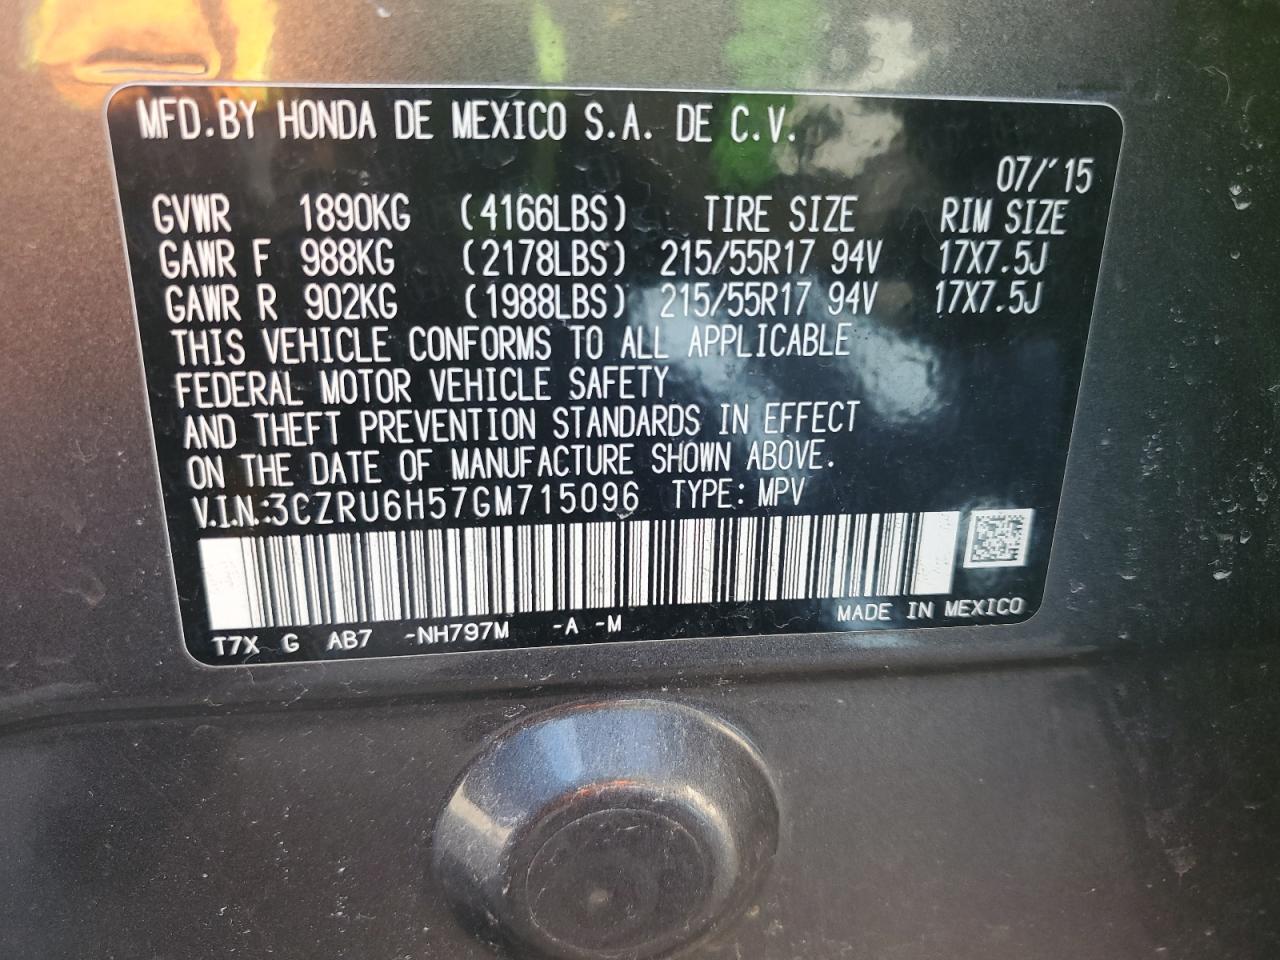 MFD.BY HONDA DE MEXICO S.A. DE C.V.
07/'15
GVWR 1890KG (4166LBS) TIRE SIZE RIM SIZE
GAWR F 988KG (2178LBS) 215/55R17 94V 17X7.5J
GAWR R 902KG (1988LBS) 215/55R17 94V 17X7.5J
THIS VEHICLE CONFORMS TO ALL APPLICABLE
FEDERAL MOTOR VEHICLE SAFETY
AND THEFT PREVENTION STANDARDS IN EFFECT
ON THE DATE OF MANUFACTURE SHOWN ABOVE.
V.I.N.:3CZRU6H57GM715096 TYPE: MPV
T7X G AB7 -NH797M -A -M MADE IN MEXICO